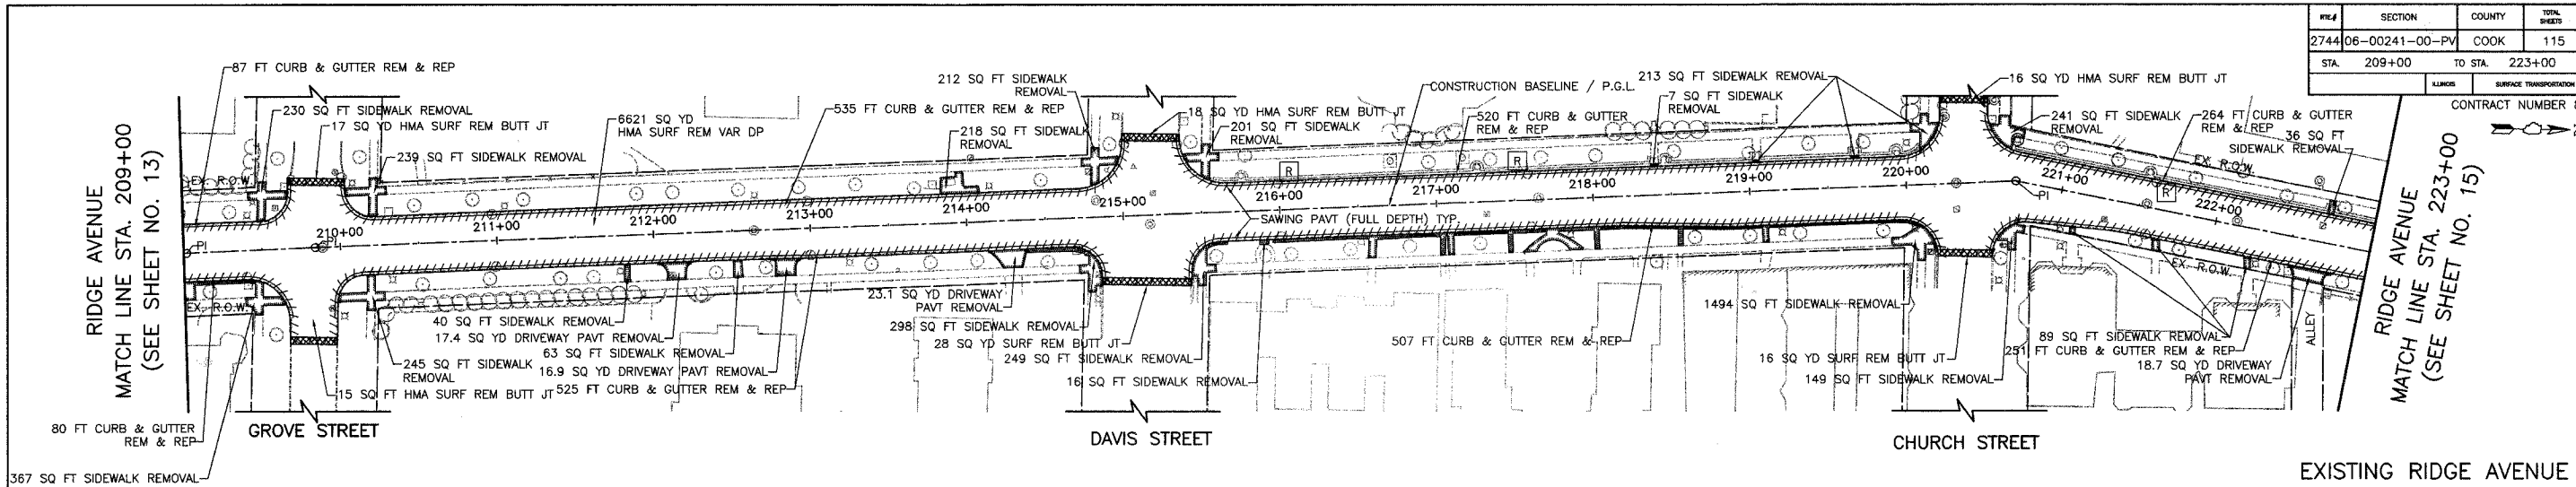 RTE.#
SECTION
COUNTY
TOTAL SHEETS
2744
06-00241-00-PV
COOK
115
STA. 209+00 TO STA. 223+00
ILLINOIS
SURFACE TRANSPORTATION
CONTRACT NUMBER
RIDGE AVENUE
MATCH LINE STA. 209+00
(SEE SHEET NO. 13)
87 FT CURB & GUTTER REM & REP
230 SQ FT SIDEWALK REMOVAL
17 SQ YD HMA SURF REM BUTT JT
239 SQ FT SIDEWALK REMOVAL
6621 SQ YD
HMA SURF REM VAR DP
535 FT CURB & GUTTER REM & REP
212 SQ FT SIDEWALK
REMOVAL
218 SQ FT SIDEWALK
REMOVAL
18 SQ YD HMA SURF REM BUTT JT
201 SQ FT SIDEWALK
REMOVAL
CONSTRUCTION BASELINE / P.G.L.
520 FT CURB & GUTTER
REM & REP
213 SQ FT SIDEWALK REMOVAL
7 SQ FT SIDEWALK
REMOVAL
16 SQ YD HMA SURF REM BUTT JT
241 SQ FT SIDEWALK
REMOVAL
264 FT CURB & GUTTER
REM & REP
36 SQ FT
SIDEWALK REMOVAL
EX. R.O.W.
EX. R.O.W.
R
R
R
PI
PI
PI
210+00
211+00
212+00
213+00
214+00
215+00
216+00
217+00
218+00
219+00
220+00
221+00
222+00
SAWING PAVT (FULL DEPTH) TYP.
EX. R.O.W.
EX. R.O.W.
RIDGE AVENUE
MATCH LINE STA. 223+00
(SEE SHEET NO. 15)
23.1 SQ YD DRIVEWAY
PAVT REMOVAL
40 SQ FT SIDEWALK REMOVAL
17.4 SQ YD DRIVEWAY PAVT REMOVAL
63 SQ FT SIDEWALK REMOVAL
16.9 SQ YD DRIVEWAY PAVT REMOVAL
525 FT CURB & GUTTER REM & REP
245 SQ FT SIDEWALK
REMOVAL
15 SQ FT HMA SURF REM BUTT JT
298 SQ FT SIDEWALK REMOVAL
28 SQ YD SURF REM BUTT JT
249 SQ FT SIDEWALK REMOVAL
16 SQ FT SIDEWALK REMOVAL
507 FT CURB & GUTTER REM & REP
1494 SQ FT SIDEWALK REMOVAL
16 SQ YD SURF REM BUTT JT
149 SQ FT SIDEWALK REMOVAL
89 SQ FT SIDEWALK REMOVAL
251 FT CURB & GUTTER REM & REP
18.7 SQ YD DRIVEWAY
PAVT REMOVAL
ALLEY
80 FT CURB & GUTTER
REM & REP
367 SQ FT SIDEWALK REMOVAL
GROVE STREET
DAVIS STREET
CHURCH STREET
EXISTING RIDGE AVENUE